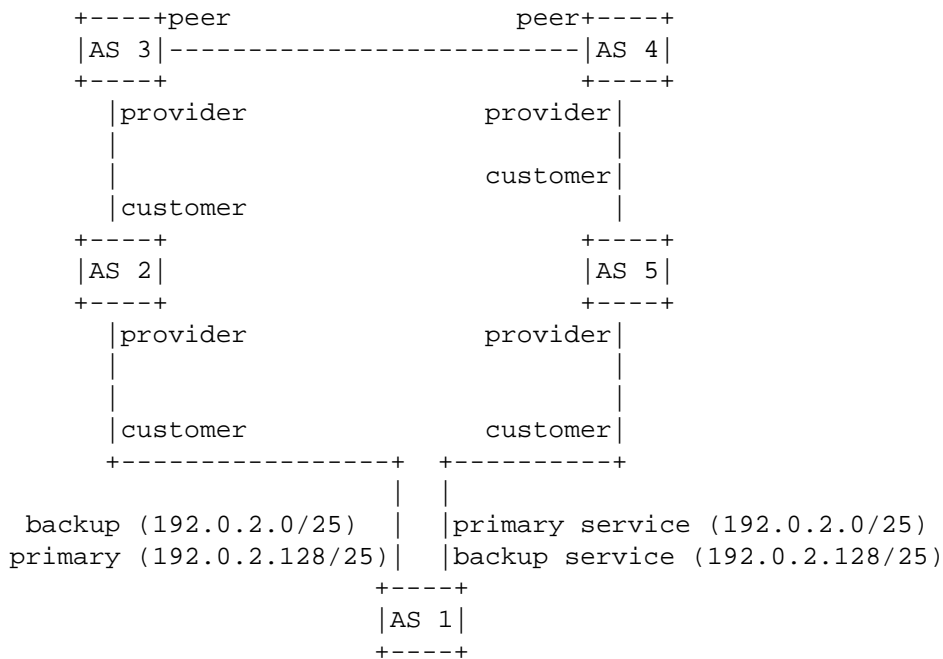 peer peer
AS 3 AS 4
provider provider
customer
customer
AS 2 AS 5
provider provider
customer customer
backup (192.0.2.0/25) primary service (192.0.2.0/25)
primary (192.0.2.128/25) backup service (192.0.2.128/25)
AS 1